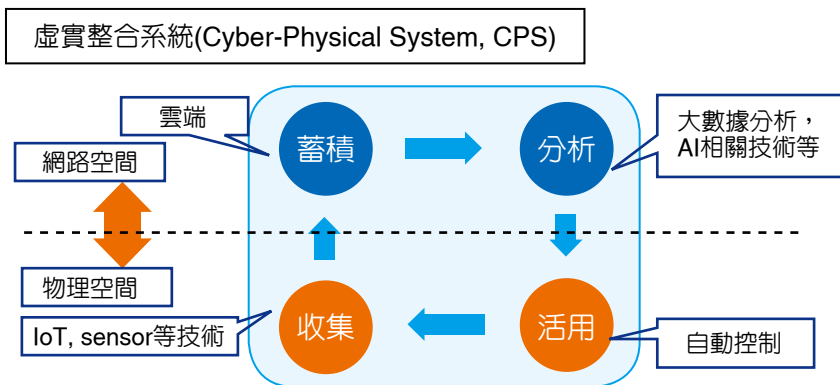 虛實整合系統(Cyber-Physical System, CPS)
雲端
蓄積
分析
大數據分析，
AI相關技術等
網路空間
物理空間
IoT, sensor等技術
收集
活用
自動控制